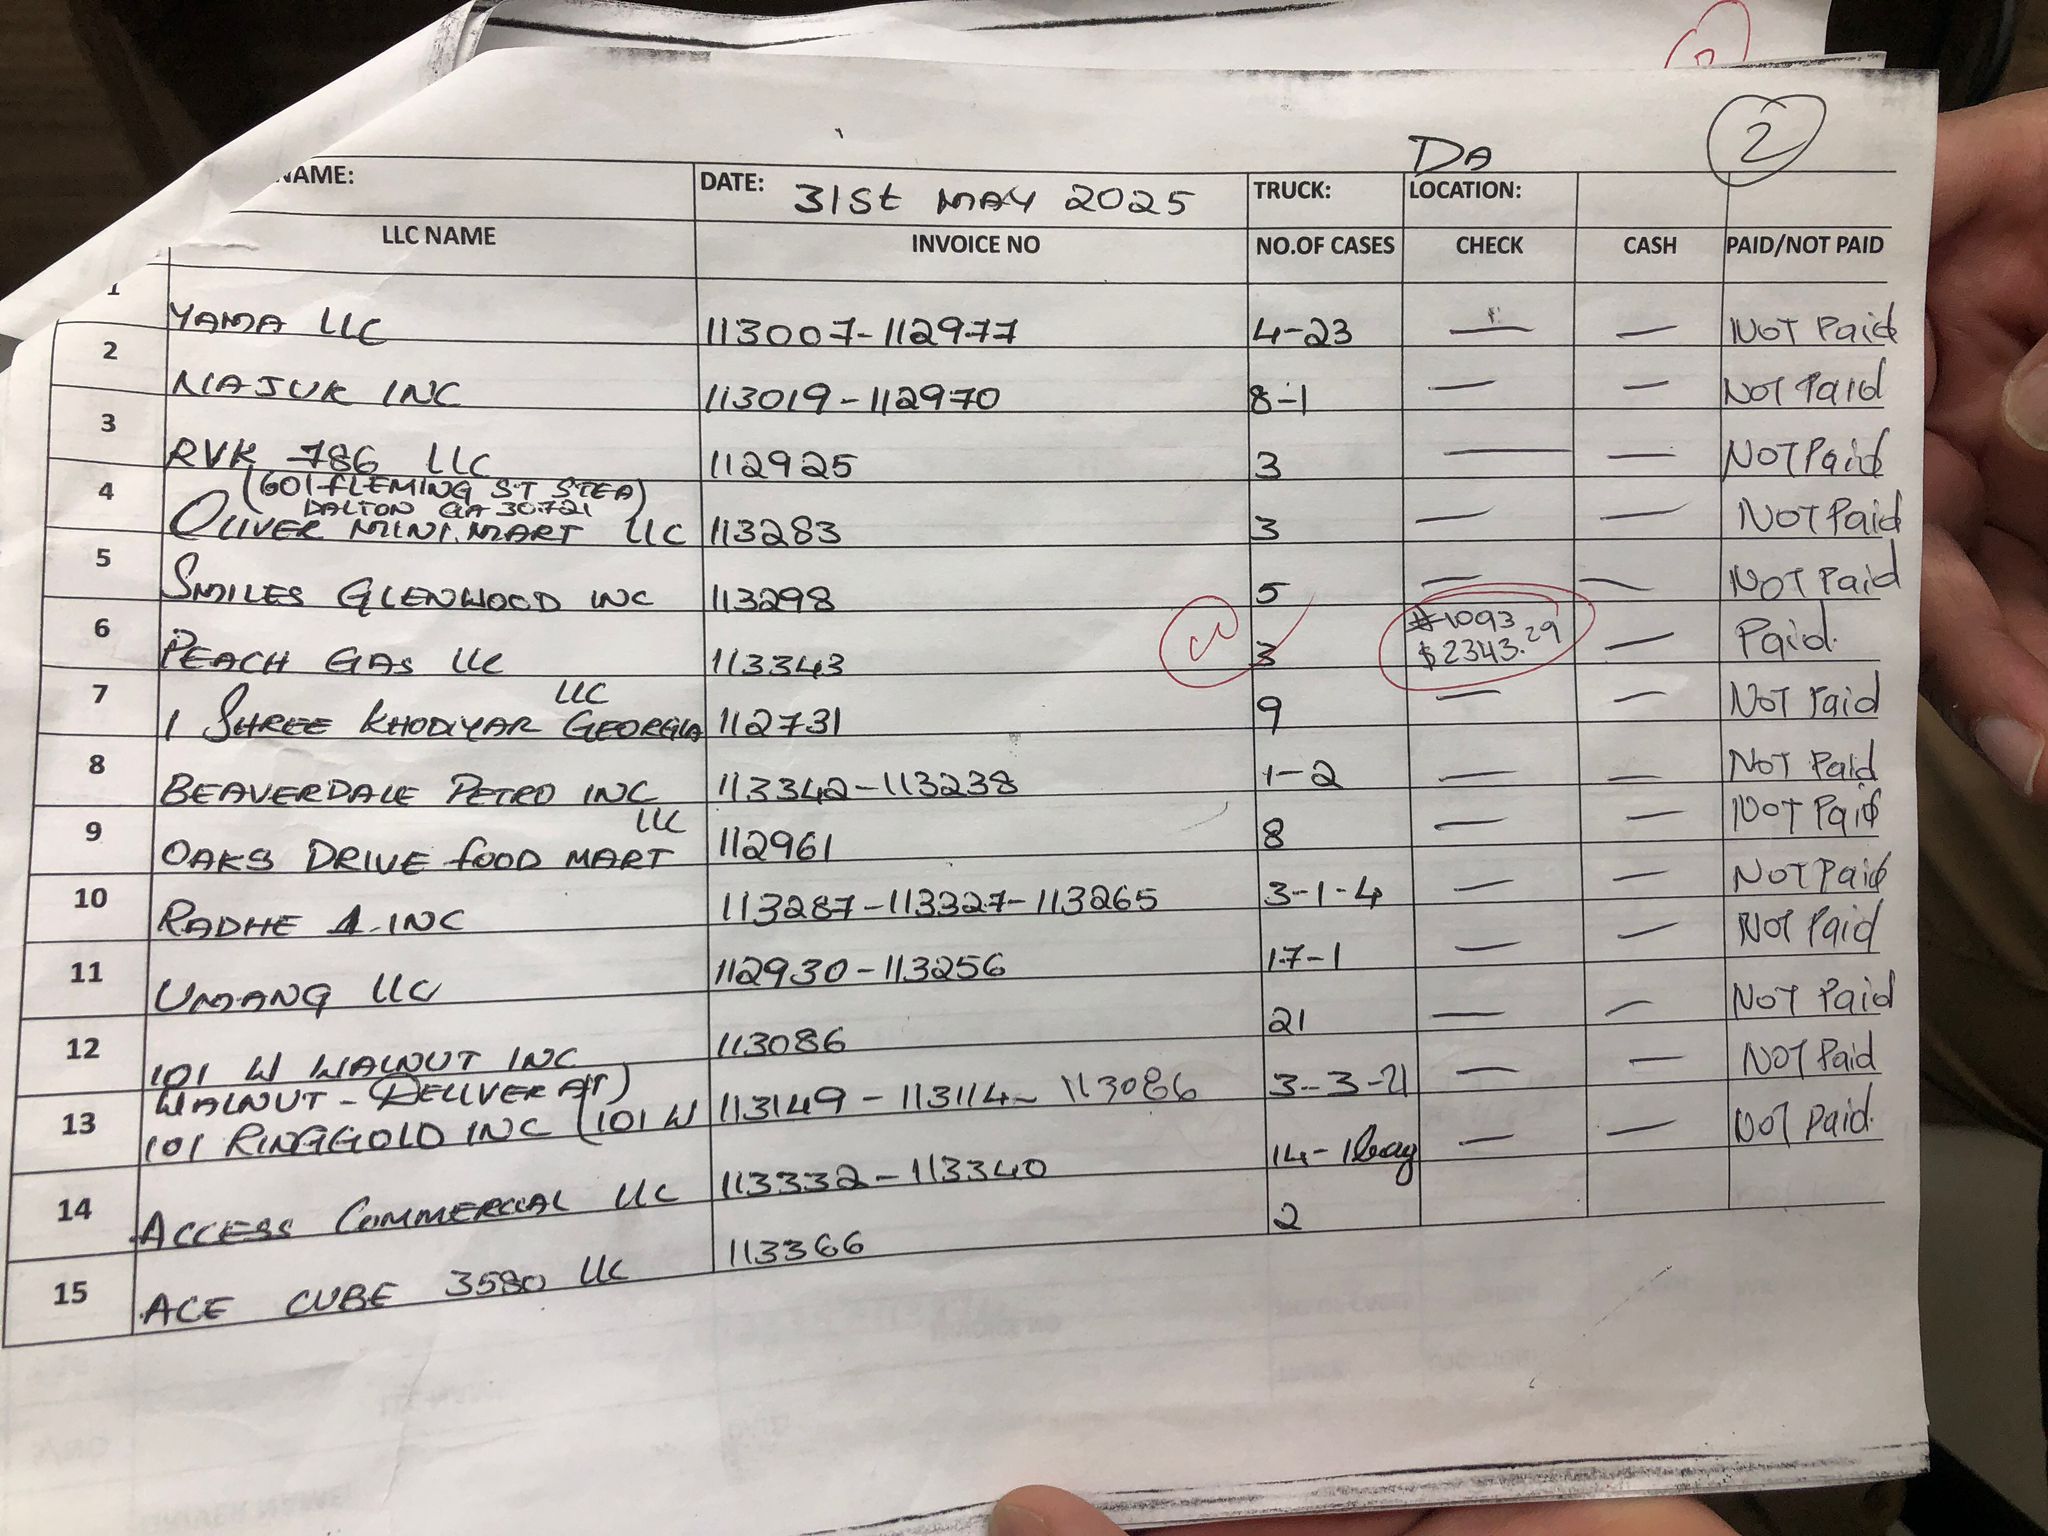 DA
2
NAME: DATE: 31St MAY 2025 TRUCK: LOCATION:
LLC NAME INVOICE NO NO.OF CASES CHECK CASH PAID/NOT PAID
1 YAMA LLC 113007-112977 4-23 — — NOT Paid
2 MAJUK INC 113019-112970 8-1 — — NOT Paid
3 RVK 786 LLC 112925 3 — — NOT Paid
(601 FLEMING ST STEA)
DALTON GA 30721
4 OLIVER MINI MART LLC 113283 3 — — NOT Paid
5 SMILES GLENWOOD INC 113298 5 — — NOT Paid
6 PEACH GAS LLC 113343 3 #1093 $2343.29 — Paid.
LLC
7 1 SHREE KHODIYAR GEORGIA 112731 9 — — NOT Paid
8 BEAVERDALE PETRO INC 113342-113238 1-2 — — NOT Paid
LLC
9 OAKS DRIVE FOOD MART 112961 8 — — NOT Paid
10 RADHE 1 INC 113287-113327-113265 3-1-4 — — NOT Paid
11 UMANG LLC 112930-113256 17-1 — — NOT Paid
12 101 W WALNUT INC 113086 21 — — NOT Paid
WALNUT - DELIVER AT)
13 101 RINGGOLD INC (101 W 113149-113114-113086 3-3-21 — — NOT Paid
14 ACCESS COMMERCIAL LLC 113332-113340 14-1 — — NOT Paid.
15 ACE CUBE 3580 LLC 113366 2